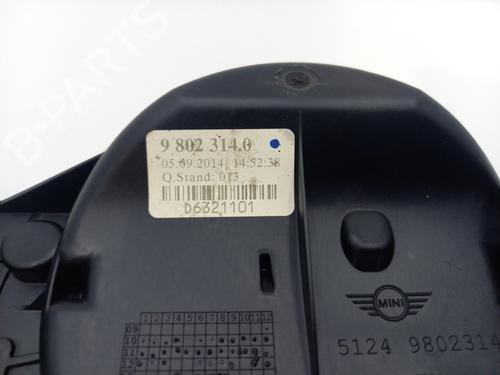 9 802 314.0
05.09.2014 14:52:38
Q.Stand: 013
D6321101
MINI
5124 9802314
1 2 3 4 5 6 7 8 9 10 11 12
09
10
11
12
B-PARTS